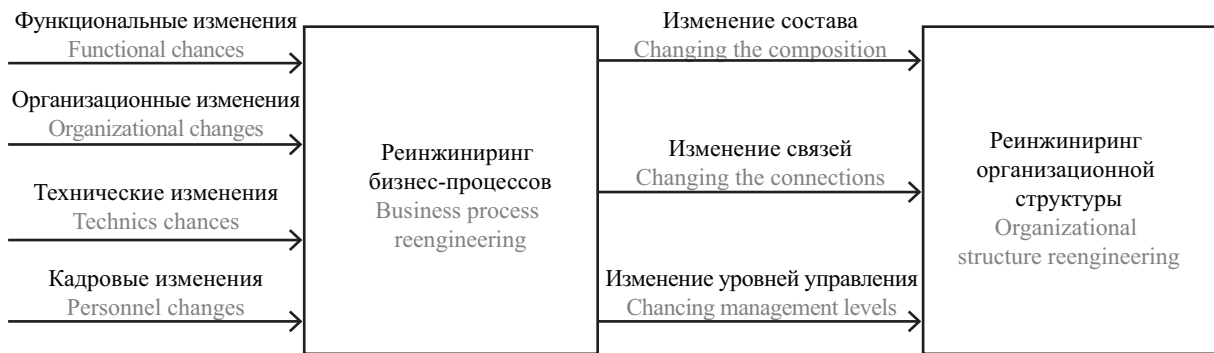 Функциональные изменения
Functional chances
Организационные изменения
Organizational changes
Технические изменения
Technics chances
Кадровые изменения
Personnel changes
Реинжиниринг
бизнес-процессов
Business process
reengineering
Изменение состава
Changing the composition
Изменение связей
Changing the connections
Изменение уровней управления
Chancing management levels
Реинжиниринг
организационной
структуры
Organizational
structure reengineering